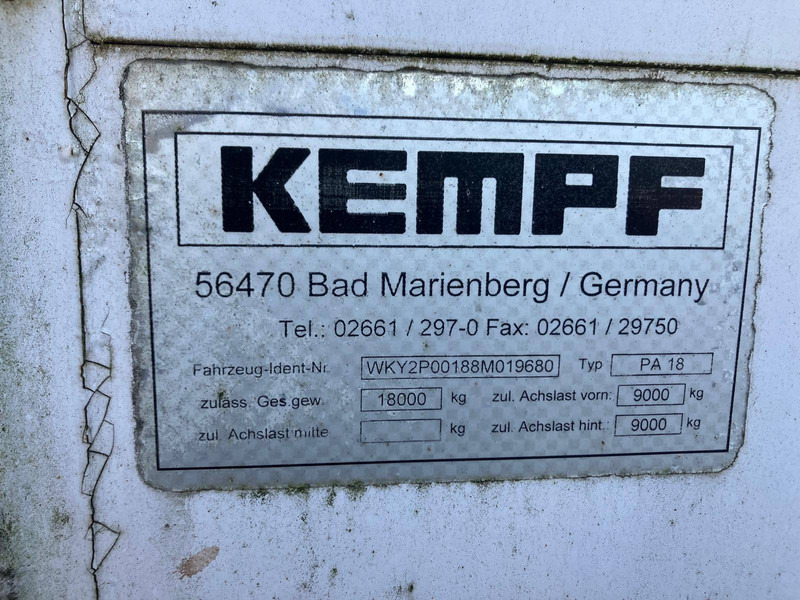 KEMPF
56470 Bad Marienberg / Germany
Tel.: 02661 / 297-0 Fax: 02661 / 29750
Fahrzeug-Ident-Nr WKY2P00188M019680 Typ PA 18
zuläss. Ges.gew. 18000 kg zul. Achslast vorn: 9000 kg
zul. Achslast mitte kg zul. Achslast hint.: 9000 kg